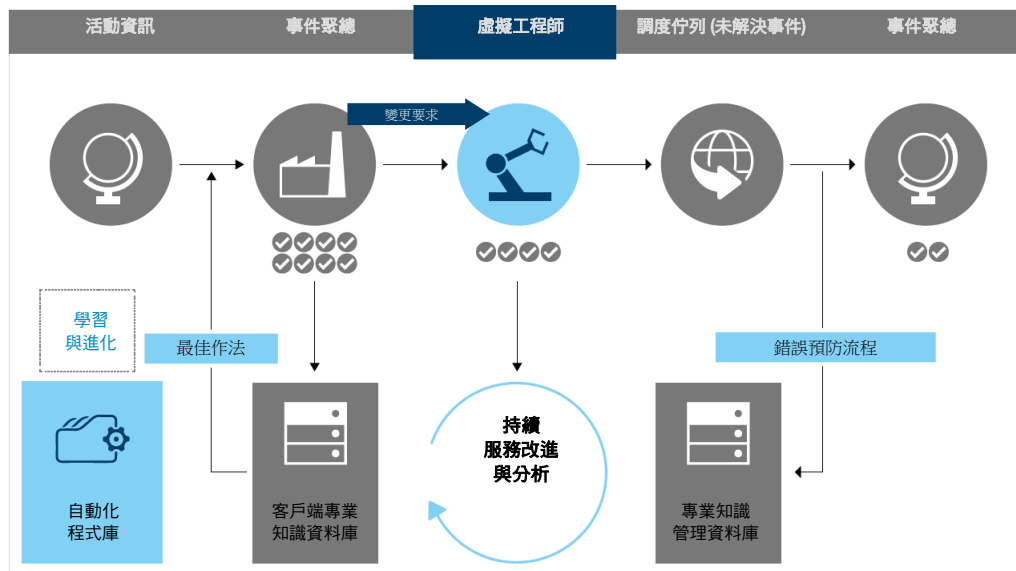 活動資訊
事件聚總
虛擬工程師
調度佇列 (未解決事件)
事件聚總
變更要求
學習
與進化
最佳作法
錯誤預防流程
自動化
程式庫
客戶端專業
知識資料庫
持續
服務改進
與分析
專業知識
管理資料庫